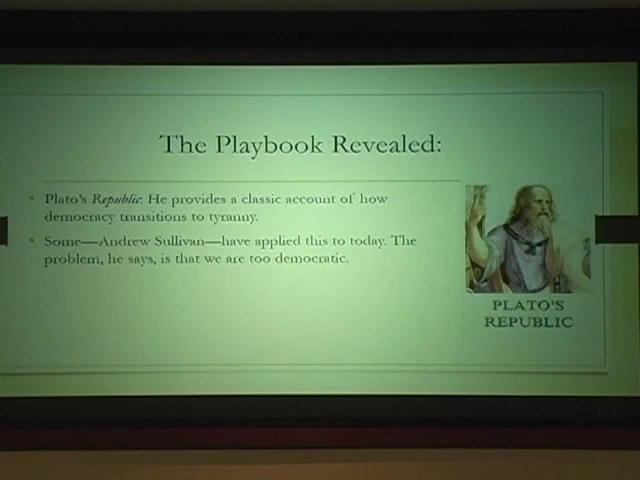 The Playbook Revealed:
Plato's Republic. He provides a classic account of how
democracy transitions to tyranny.
Some—Andrew Sullivan—have applied this to today. The
problem, he says, is that we are too democratic.
PLATO'S
REPUBLIC